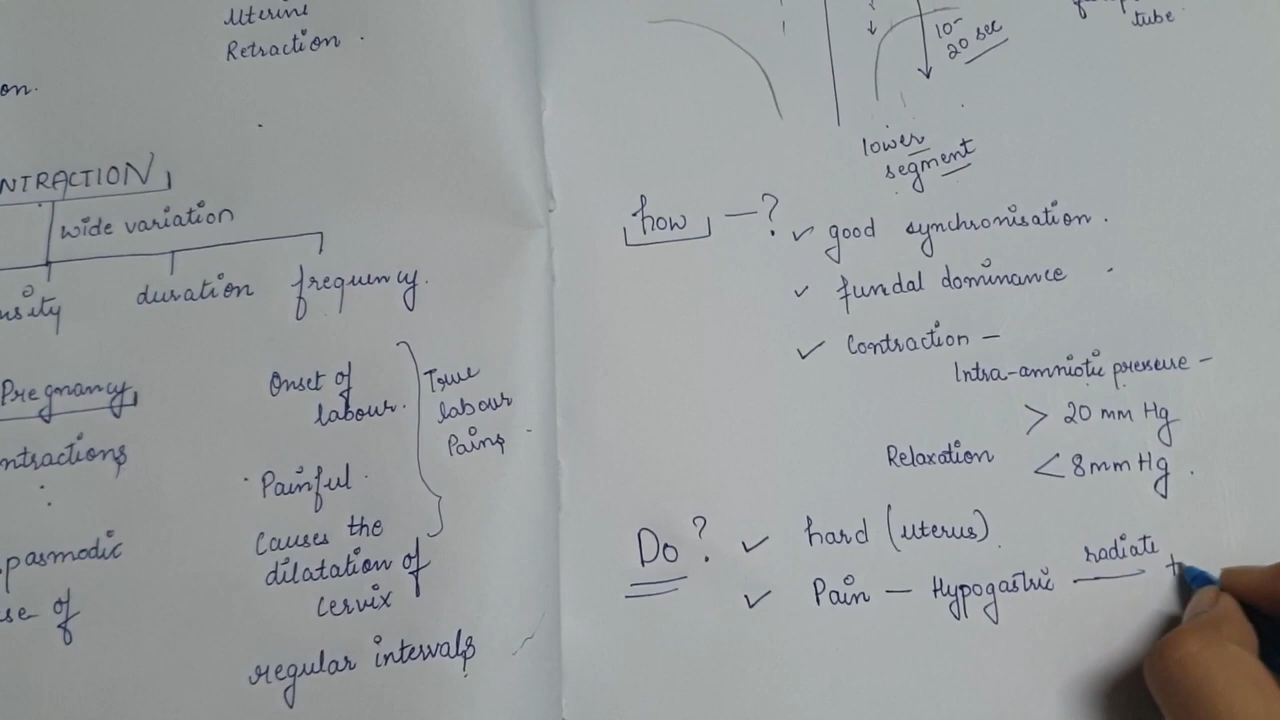 Uterine
Retraction .
on.
NTRACTION
wide variation
nsity
duration
frequency.
Pregnancy
Onset of
labour.
True
labour
Pains
ntractions
Painful.
pasmodic
causes the
se of
dilatation of
cervix
regular intervals
10-
20 sec
tube
lower
segment
how —?
✓ good synchronisation.
✓ fundal dominance
✓ Contraction —
Intra-amniotic pressure —
> 20 mm Hg
Relaxation
< 8mm Hg.
Do? ✓ hard (uterus).
✓ Pain — Hypogastric
radiate